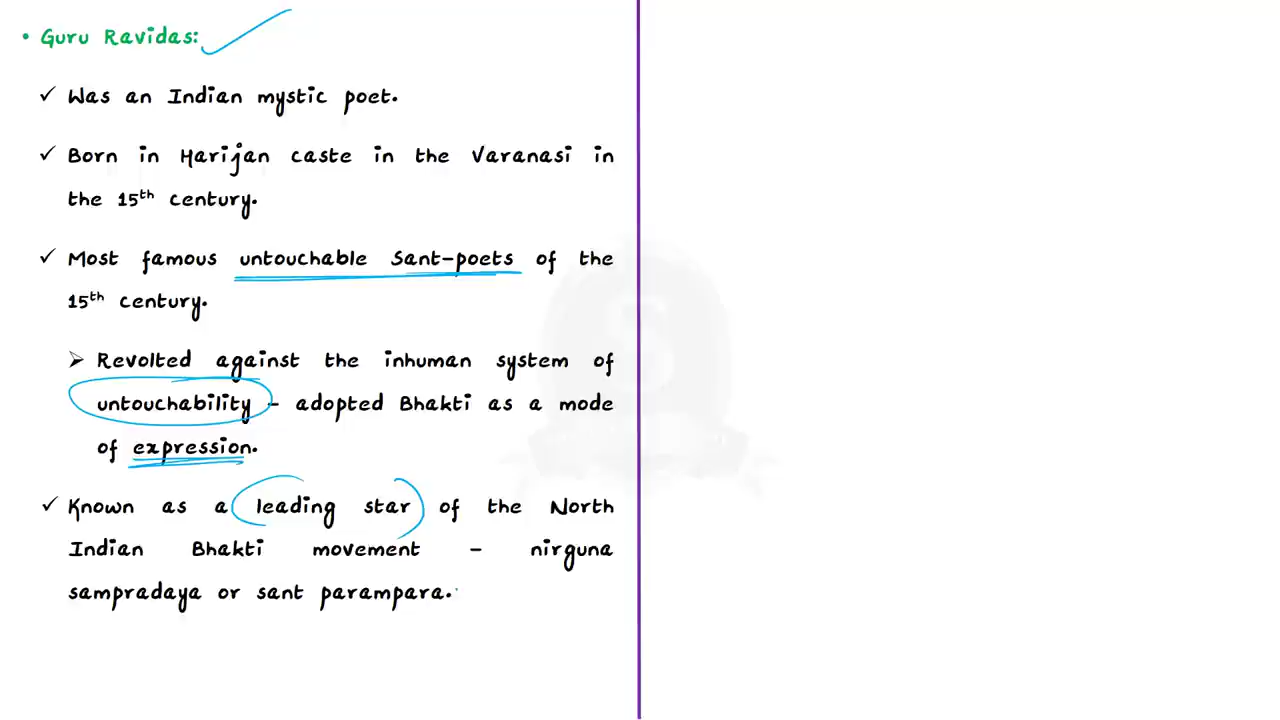 • Guru Ravidas:
✓ Was an Indian mystic poet.
✓ Born in Harijan caste in the Varanasi in
the 15th century.
✓ Most famous untouchable Sant-poets of the
15th century.
➤ Revolted against the inhuman system of
untouchability - adopted Bhakti as a mode
of expression.
✓ Known as a leading star of the North
Indian Bhakti movement - nirguna
sampradaya or sant parampara.